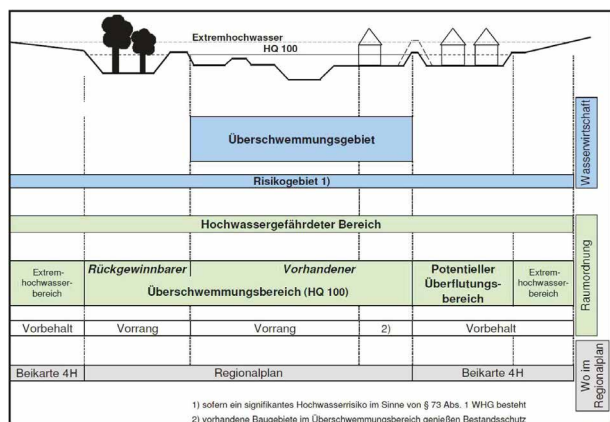 Extremhochwasser
HQ 100
Überschwemmungsgebiet
Wasserwirtschaft
Risikogebiet 1)
Hochwassergefährdeter Bereich
Raumordnung
Extrem-
hochwasser-
bereich
Rückgewinnbarer
Vorhandener
Überschwemmungsbereich (HQ 100)
Potentieller
Überflutungs-
bereich
Extrem-
hochwasser-
bereich
Vorbehalt
Vorrang
Vorrang
2)
Vorbehalt
Wo im
Regionalplan
Beikarte 4H
Regionalplan
Beikarte 4H
1) sofern ein signifikantes Hochwasserrisiko im Sinne von § 73 Abs. 1 WHG besteht
2) vorhandene Baugebiete im Überschwemmungsbereich genießen Bestandsschutz